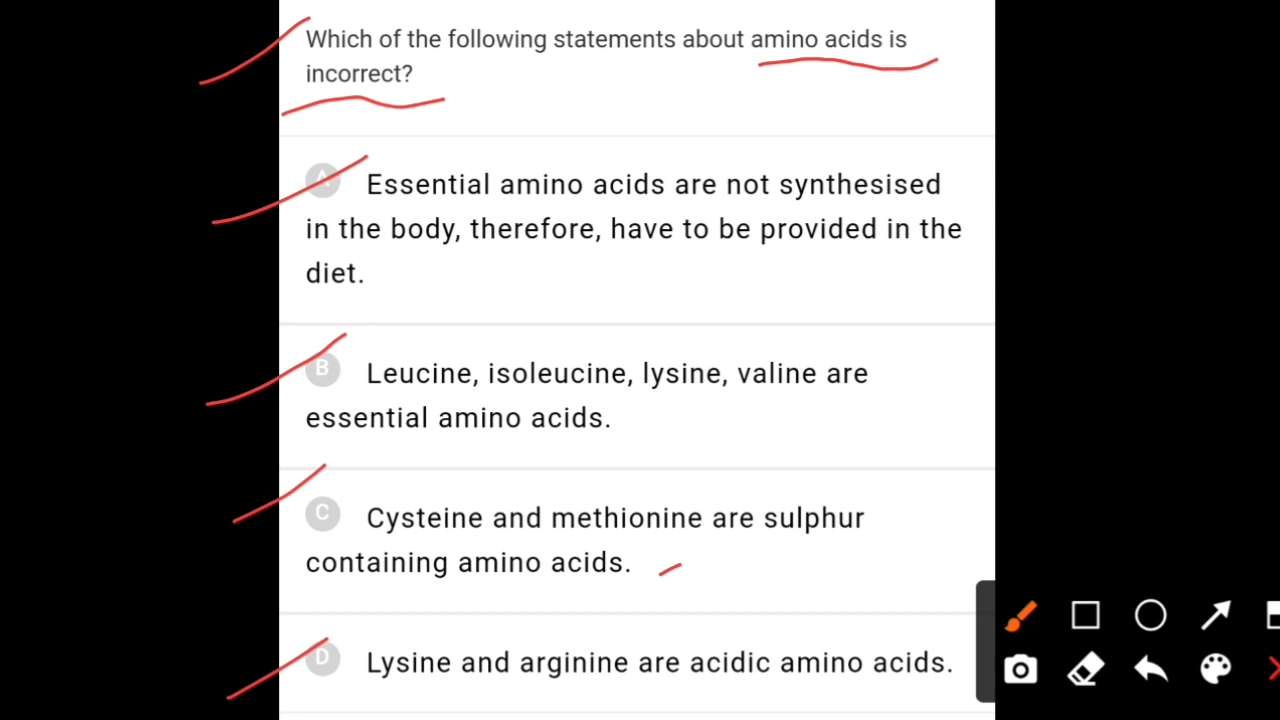 Which of the following statements about amino acids is
incorrect?
A Essential amino acids are not synthesised
in the body, therefore, have to be provided in the
diet.
B Leucine, isoleucine, lysine, valine are
essential amino acids.
C Cysteine and methionine are sulphur
containing amino acids.
D Lysine and arginine are acidic amino acids.